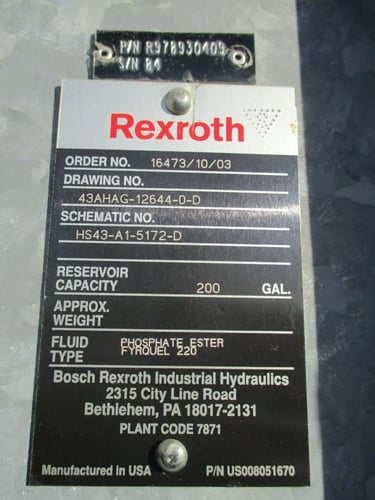 P/N R978930409
S/N 84
Rexroth
ORDER NO. 16473/10/03
DRAWING NO.
43AHAG-12644-0-D
SCHEMATIC NO.
HS43-A1-5172-D
RESERVOIR
CAPACITY 200 GAL.
APPROX.
WEIGHT
FLUID PHOSPHATE ESTER
TYPE FYRQUEL 220
Bosch Rexroth Industrial Hydraulics
2315 City Line Road
Bethlehem, PA 18017-2131
PLANT CODE 7871
Manufactured in USA P/N US008051670